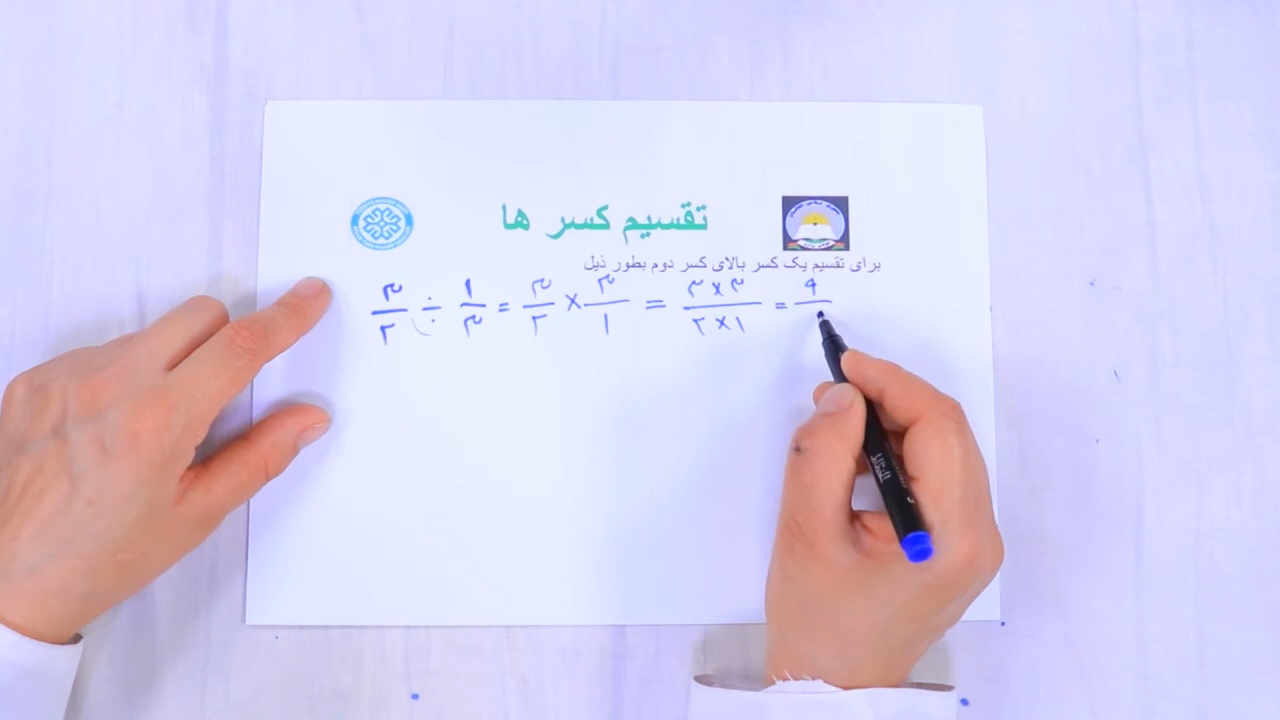 تقسیم کسر ها
برای تقسیم یک کسر بالای کسر دوم بطور ذیل
۳/۲ ÷ ۱/۳ = ۳/۲ × ۳/۱ = ۳×۳/۲×۱ = ۹/